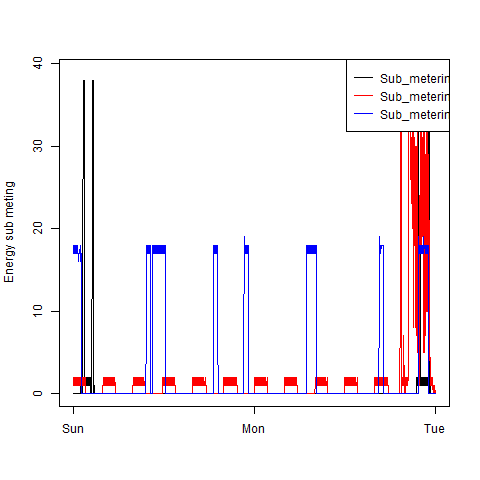 Energy sub meting
40
30
20
10
0
Sun
Mon
Tue
Sub_meterin
Sub_meterin
Sub_meterin